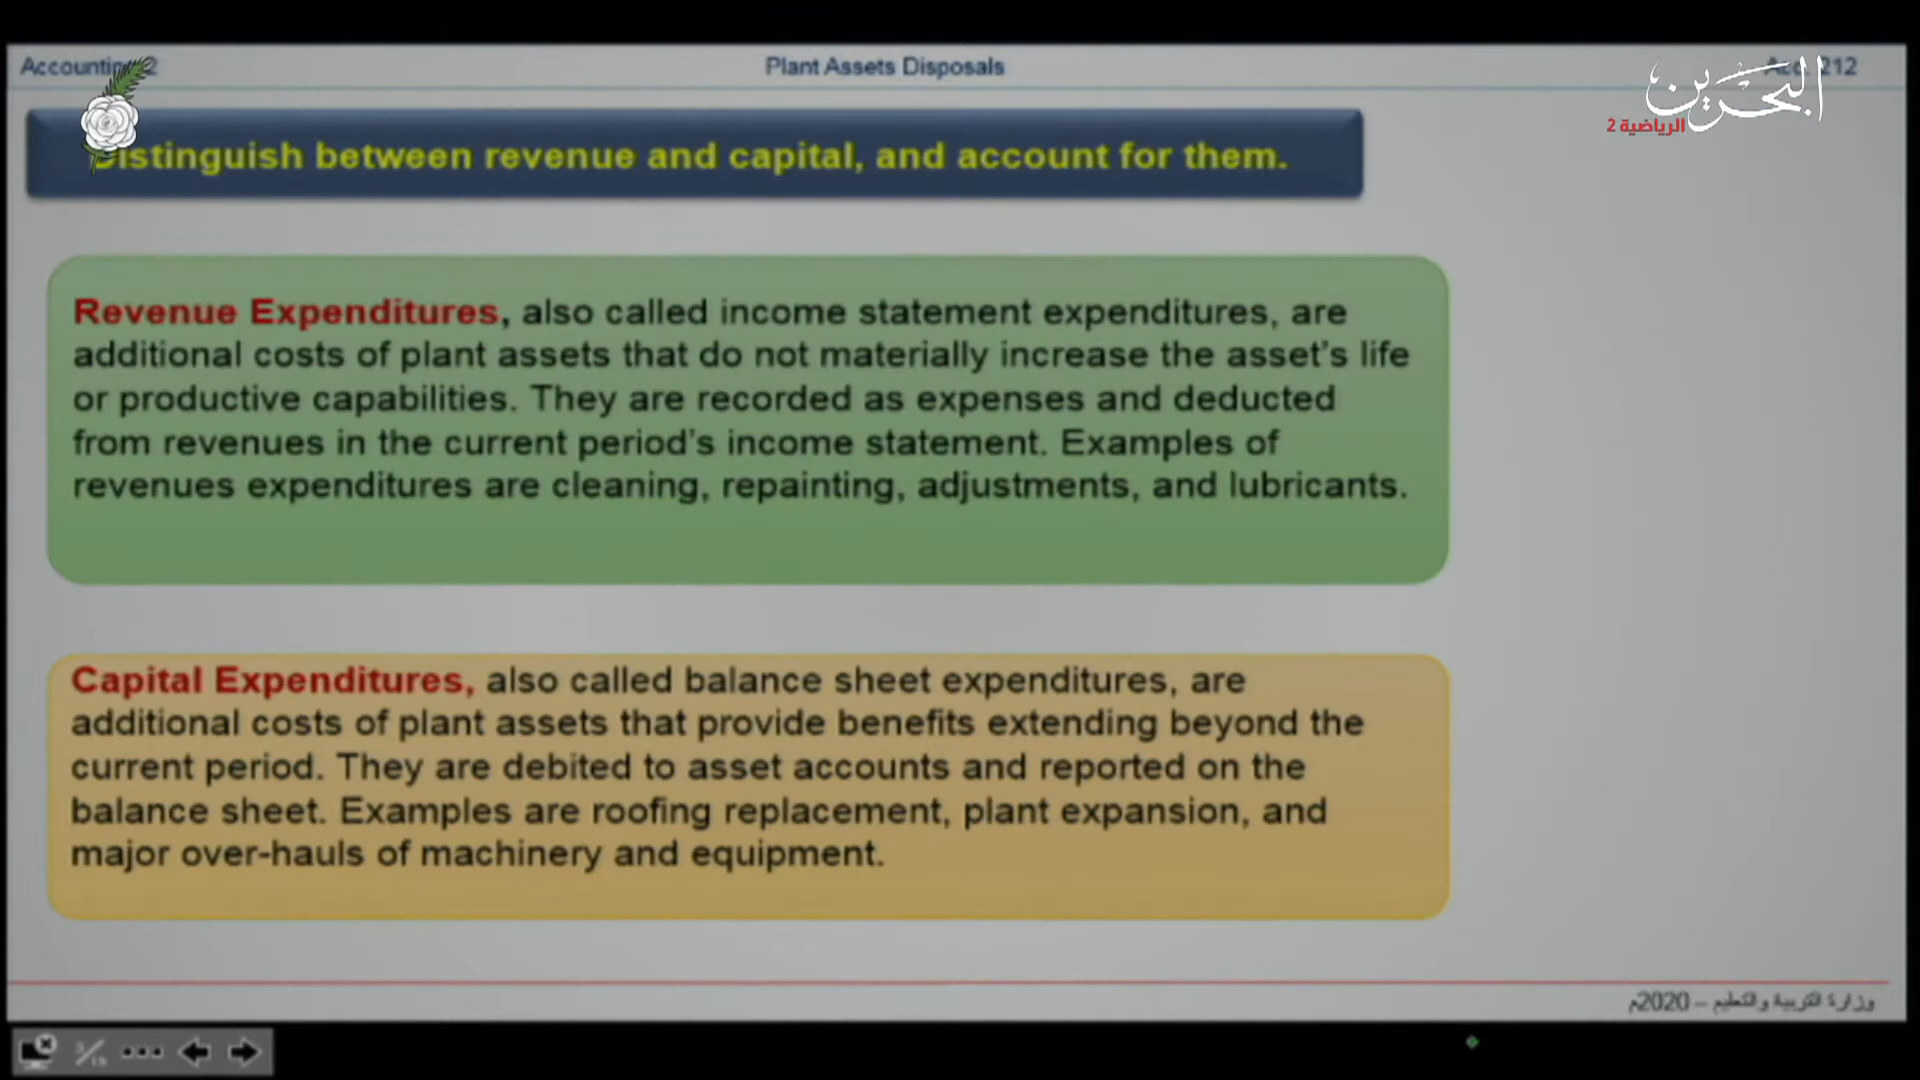 Accounting 2
Plant Assets Disposals
Acc. 212
البحرين
الرياضية 2
Distinguish between revenue and capital, and account for them.
Revenue Expenditures, also called income statement expenditures, are
additional costs of plant assets that do not materially increase the asset's life
or productive capabilities. They are recorded as expenses and deducted
from revenues in the current period's income statement. Examples of
revenues expenditures are cleaning, repainting, adjustments, and lubricants.
Capital Expenditures, also called balance sheet expenditures, are
additional costs of plant assets that provide benefits extending beyond the
current period. They are debited to asset accounts and reported on the
balance sheet. Examples are roofing replacement, plant expansion, and
major over-hauls of machinery and equipment.
وزارة التربية والتعليم – 2020م